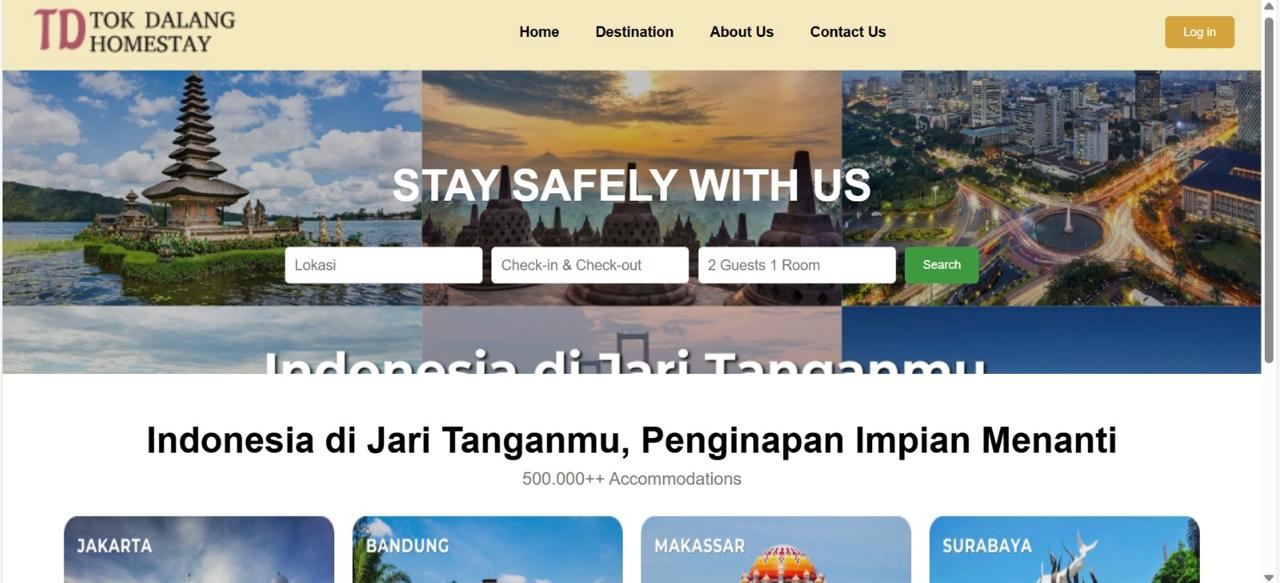 TD TOK DALANG
HOMESTAY
Home Destination About Us Contact Us Log in
STAY SAFELY WITH US
Lokasi Check-in & Check-out 2 Guests 1 Room Search
Indonesia di Jari Tanganmu
Indonesia di Jari Tanganmu, Penginapan Impian Menanti
500.000++ Accommodations
JAKARTA BANDUNG MAKASSAR SURABAYA